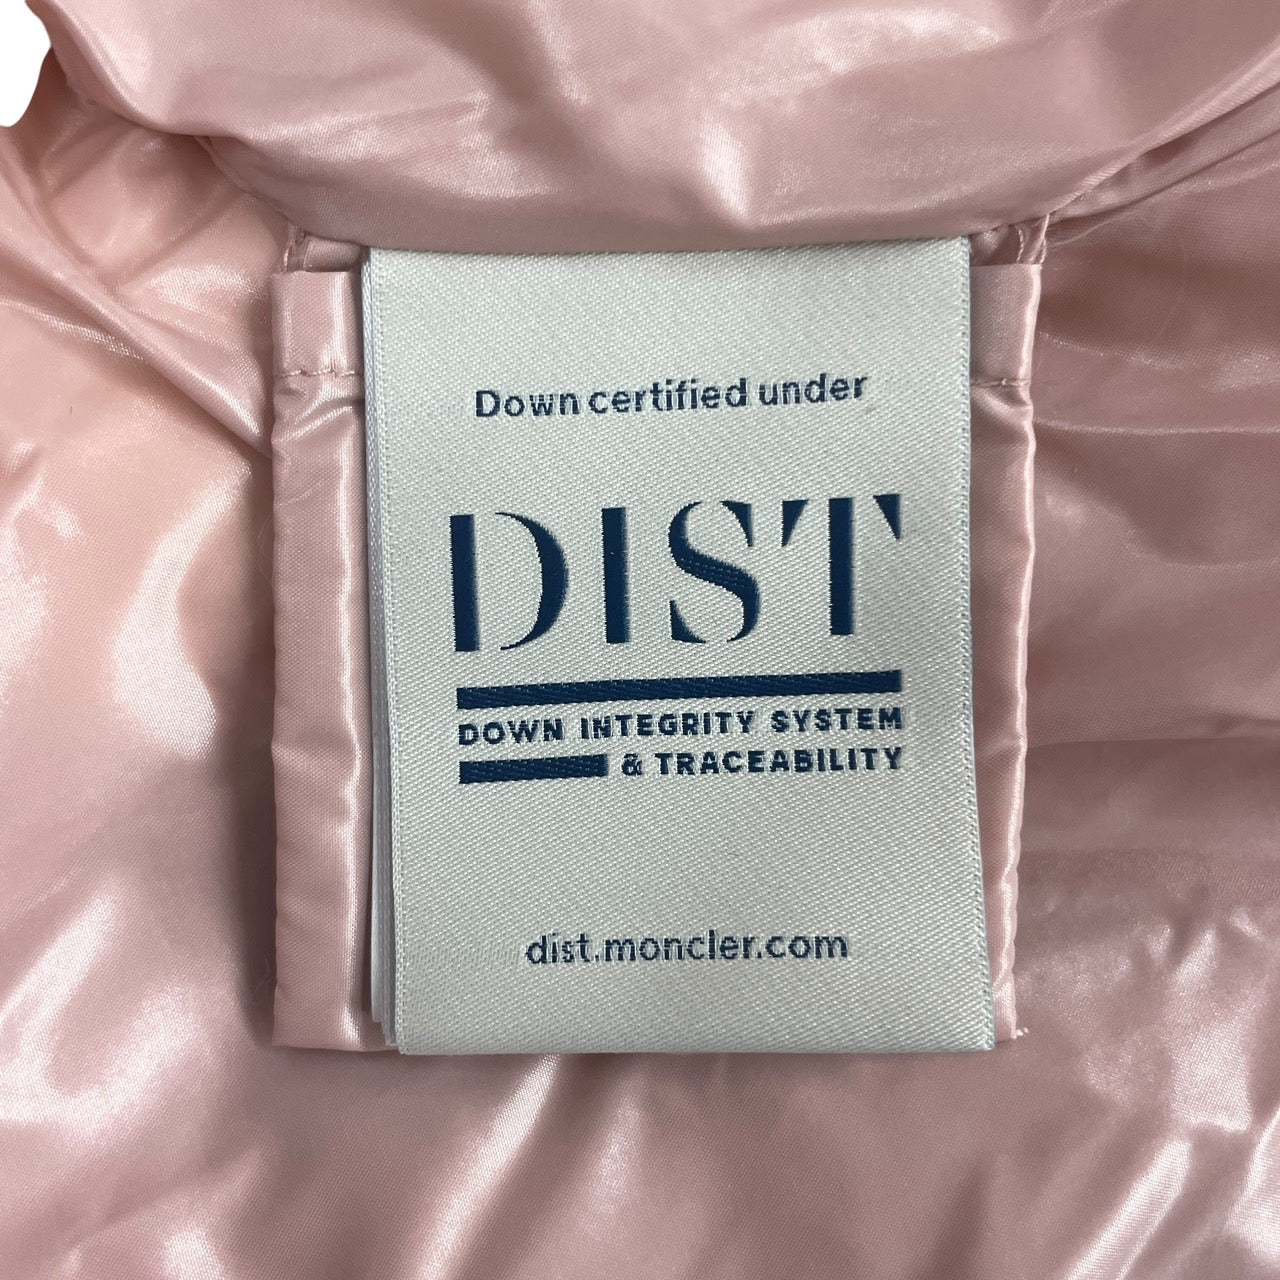 Down certified under
DIST
DOWN INTEGRITY SYSTEM
& TRACEABILITY
dist.moncler.com